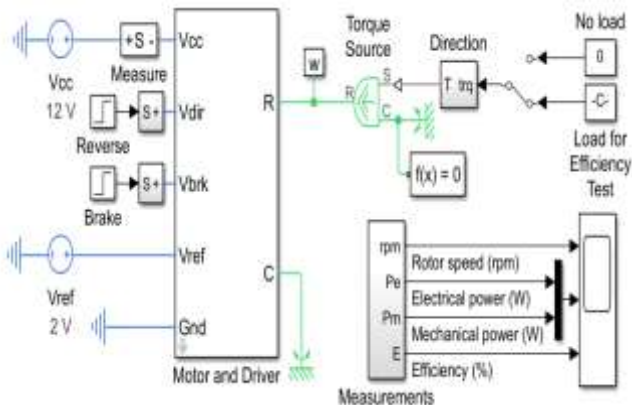 No load
0
Torque
Source
Direction
+S -
Vcc
Measure
w
S
R
T trq
-C-
Vcc
12 V
R
C
Load for
Efficiency
Test
S+
Vdir
Reverse
f(x) = 0
S+
Vbrk
Brake
rpm
Rotor speed (rpm)
Vref
C
Pe
Electrical power (W)
Vref
2 V
Pm
Mechanical power (W)
Gnd
E
Efficiency (%)
Motor and Driver
Measurements